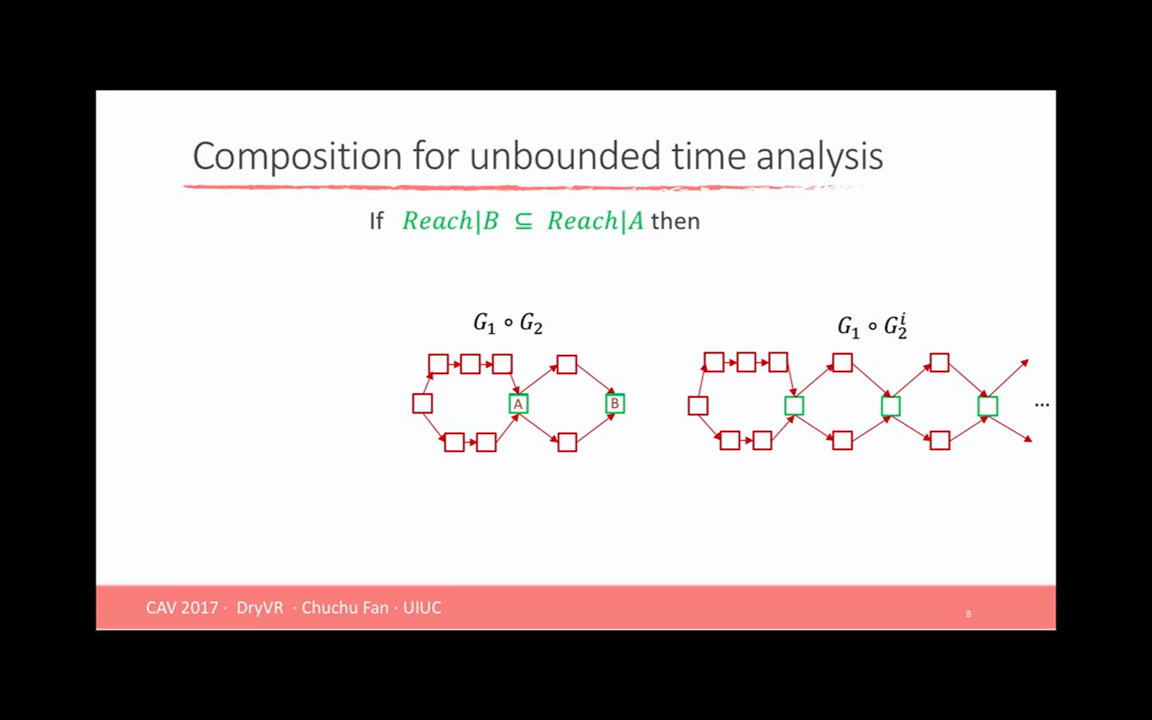 Composition for unbounded time analysis
If Reach|B ⊆ Reach|A then
G₁ ∘ G₂
G₁ ∘ G₂ⁱ
A
B
...
CAV 2017 · DryVR · Chuchu Fan · UIUC
8